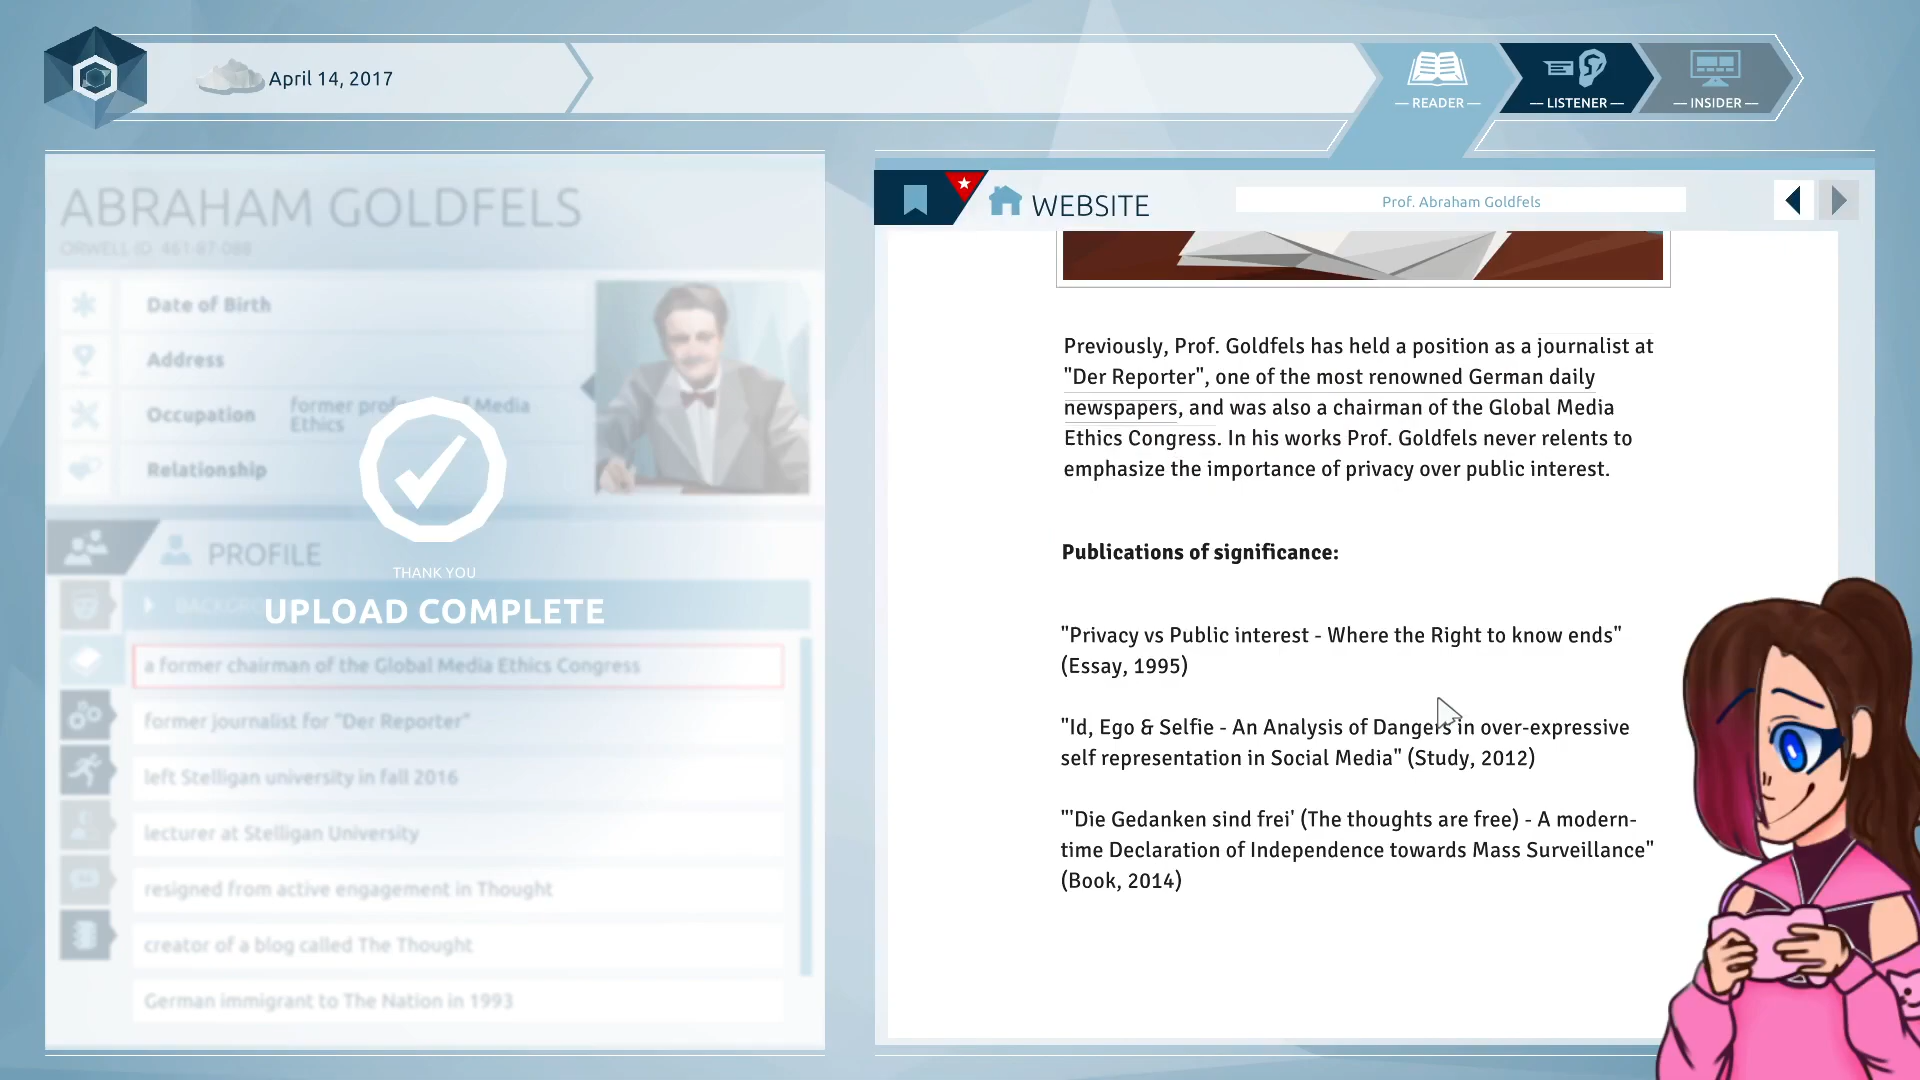 April 14, 2017
READER
LISTENER
INSIDER
ABRAHAM GOLDFELS
ORWELL-ID: 461-87-088
Date of Birth
Address
Occupation
former professor of Media
Ethics
Relationship
PROFILE
THANK YOU
UPLOAD COMPLETE
a former chairman of the Global Media Ethics Congress
former journalist for "Der Reporter"
left Stelligan university in fall 2016
lecturer at Stelligan University
resigned from active engagement in Thought
creator of a blog called The Thought
German immigrant to The Nation in 1993
WEBSITE
Prof. Abraham Goldfels
Previously, Prof. Goldfels has held a position as a journalist at
"Der Reporter", one of the most renowned German daily
newspapers, and was also a chairman of the Global Media
Ethics Congress. In his works Prof. Goldfels never relents to
emphasize the importance of privacy over public interest.
Publications of significance:
"Privacy vs Public interest - Where the Right to know ends"
(Essay, 1995)
"Id, Ego & Selfie - An Analysis of Dangers in over-expressive
self representation in Social Media" (Study, 2012)
"'Die Gedanken sind frei' (The thoughts are free) - A modern-
time Declaration of Independence towards Mass Surveillance"
(Book, 2014)